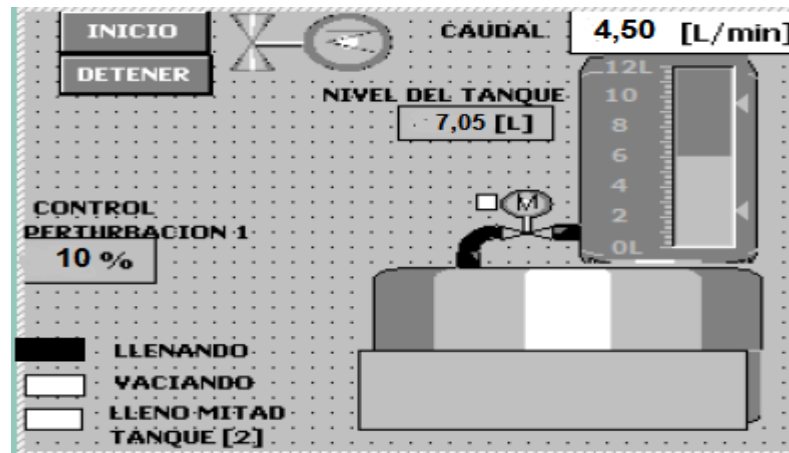 INICIO
DETENER
CAUDAL
4,50 [L/min]
NIVEL DEL TANQUE
7,05 [L]
12L
10
8
6
4
2
0L
M
CONTROL
PERTURBACION 1
10 %
LLENANDO
VACIANDO
LLENO MITAD
TANQUE [2]